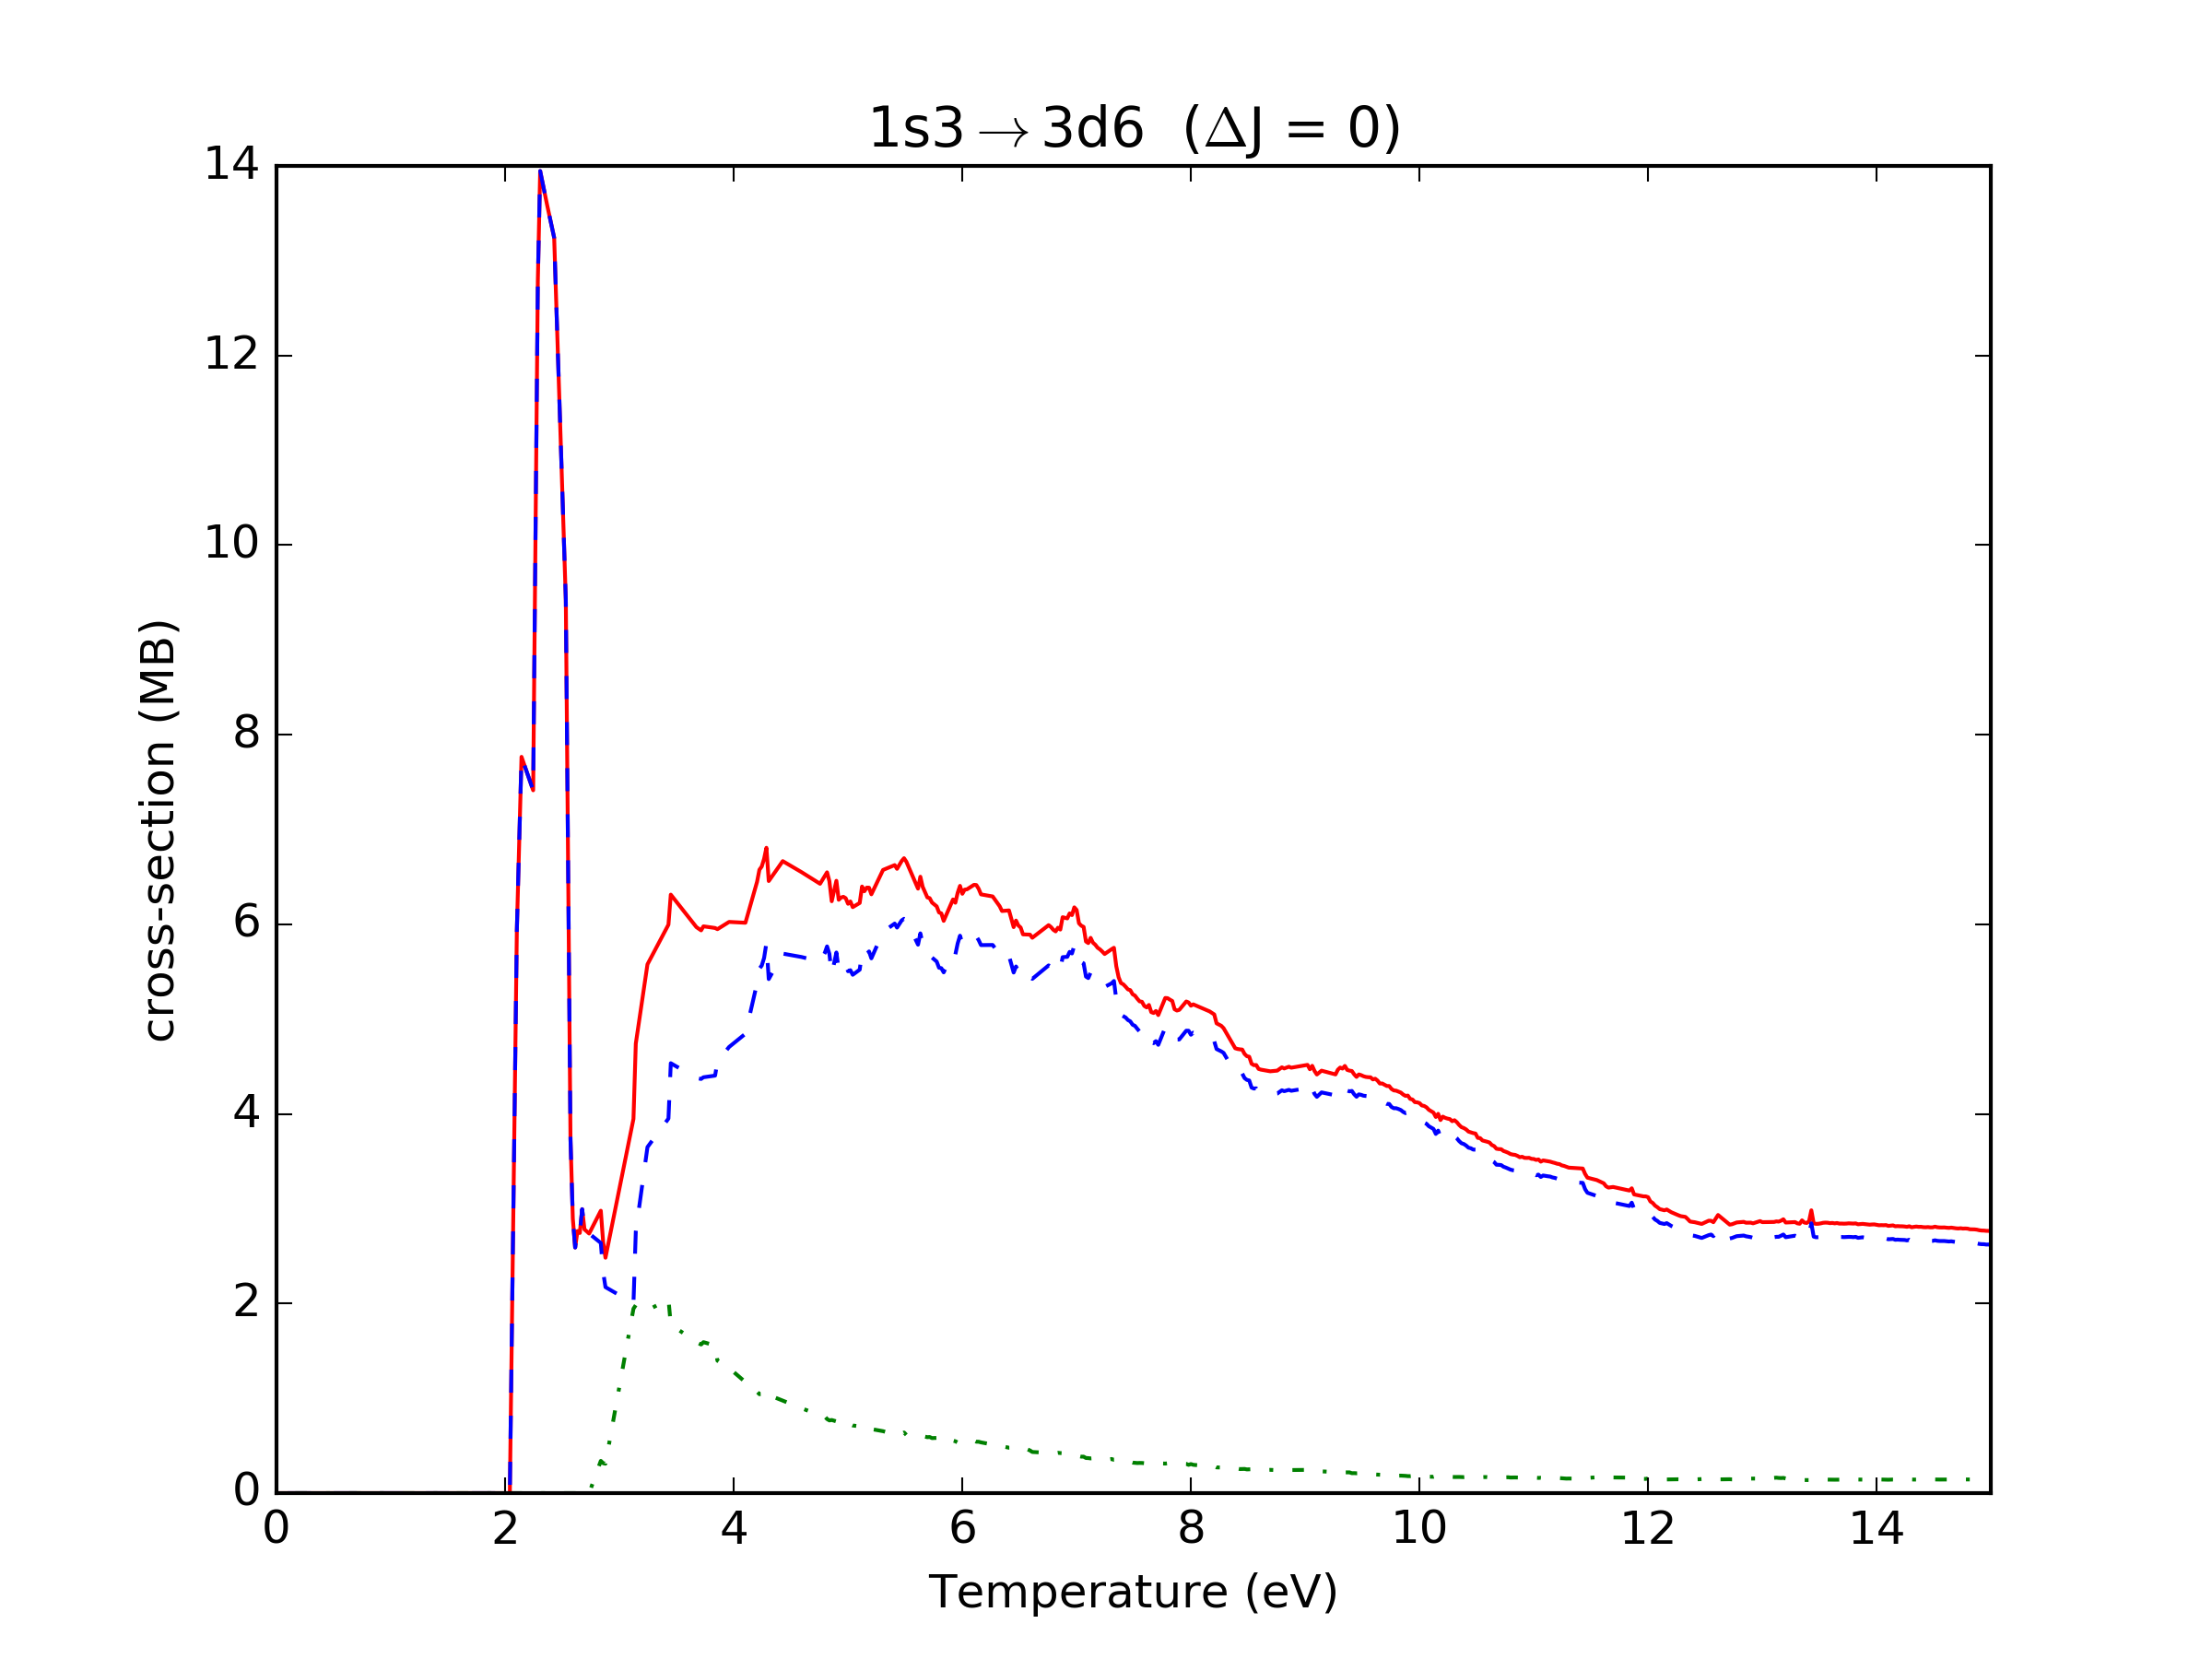 1s3→3d6 (ΔJ = 0)
14
12
10
8
6
4
2
0
cross-section (MB)
0 2 4 6 8 10 12 14
Temperature (eV)